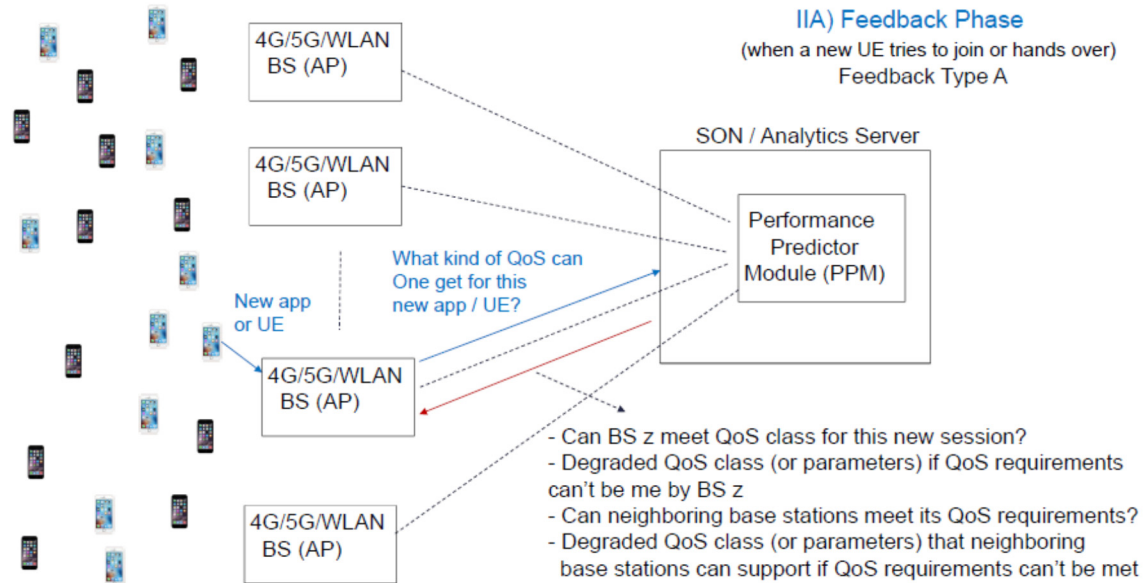 IIA) Feedback Phase
(when a new UE tries to join or hands over)
Feedback Type A
4G/5G/WLAN
BS (AP)
SON / Analytics Server
4G/5G/WLAN
BS (AP)
Performance
Predictor
Module (PPM)
What kind of QoS can
One get for this
new app / UE?
New app
or UE
4G/5G/WLAN
BS (AP)
- Can BS z meet QoS class for this new session?
- Degraded QoS class (or parameters) if QoS requirements
can't be me by BS z
- Can neighboring base stations meet its QoS requirements?
- Degraded QoS class (or parameters) that neighboring
base stations can support if QoS requirements can't be met
4G/5G/WLAN
BS (AP)